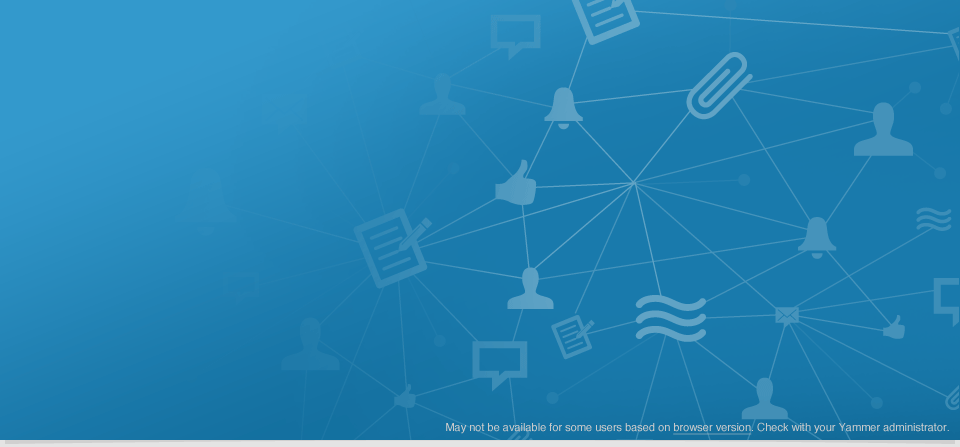 May not be available for some users based on browser version. Check with your Yammer administrator.